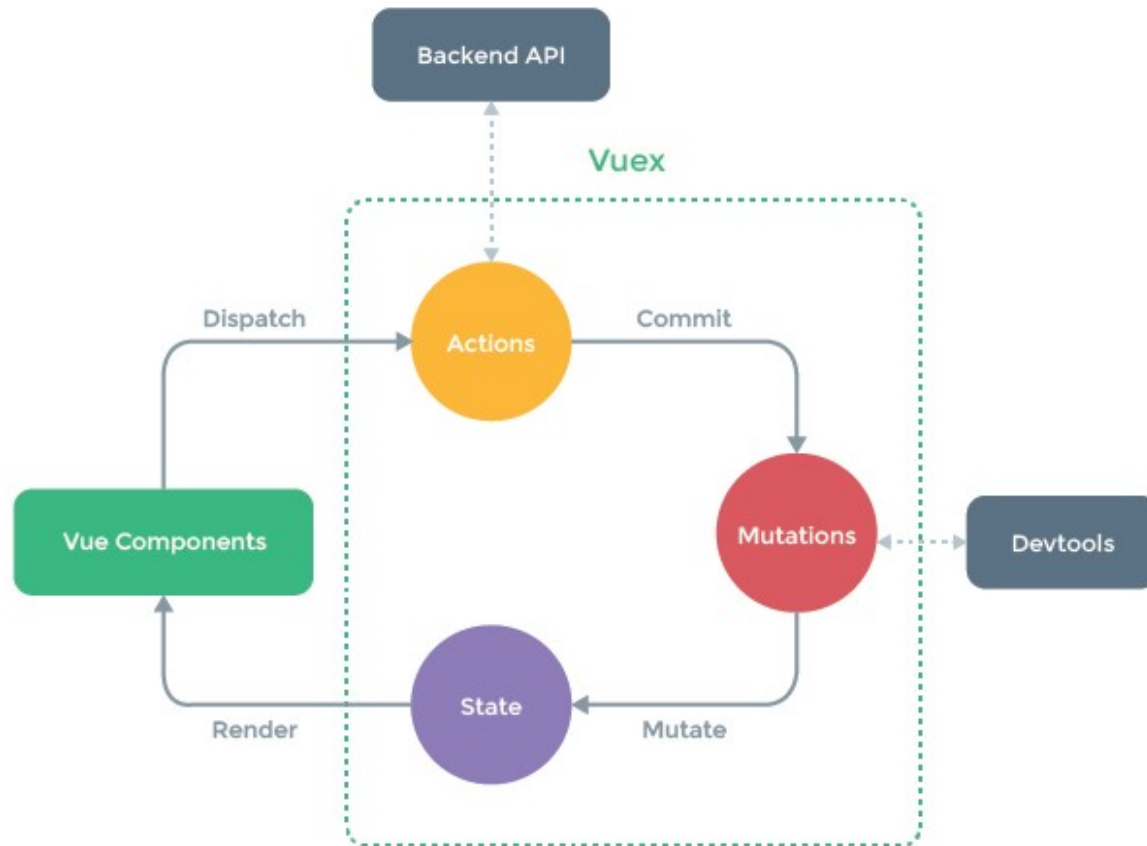 Backend API
Vuex
Dispatch
Commit
Actions
Vue Components
Mutations
Devtools
State
Render
Mutate